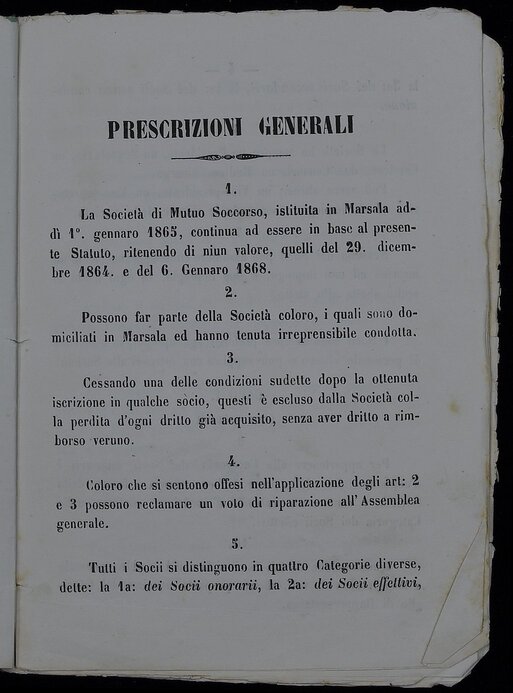 PRESCRIZIONI GENERALI
1.
La Società di Mutuo Soccorso, istituita in Marsala ad-
dì 1°. gennaro 1865, continua ad essere in base al presen-
te Statuto, ritenendo di niun valore, quelli del 29. dicem-
bre 1864. e del 6. Gennaro 1868.
2.
Possono far parte della Società coloro, i quali sono do-
miciliati in Marsala ed hanno tenuta irreprensibile condotta.
3.
Cessando una delle condizioni sudette dopo la ottenuta
iscrizione in qualche sòcio, questi è escluso dalla Società col-
la perdita d'ogni dritto già acquisito, senza aver dritto a rim-
borso veruno.
4.
Coloro che si sentono offesi nell'applicazione degli art: 2
e 3 possono reclamare un voto di riparazione all'Assemblea
generale.
5.
Tutti i Socii si distinguono in quattro Categorie diverse,
dette: la 1a: dei Socii onorarii, la 2a: dei Socii effettivi,